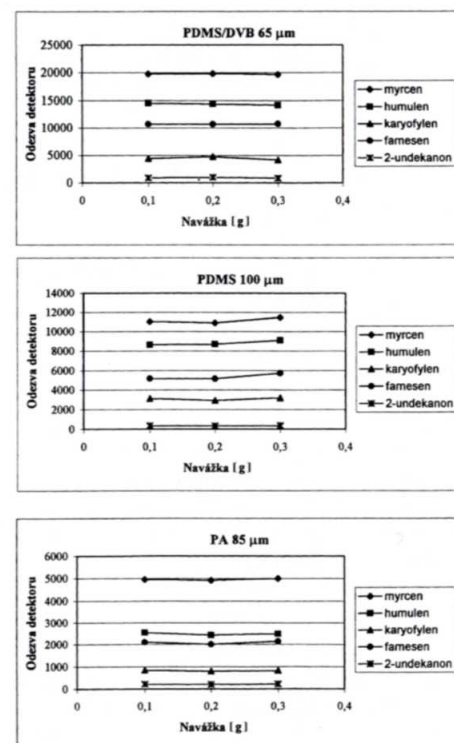 PDMS/DVB 65 µm
Odezva detektoru
25000
20000
15000
10000
5000
0
0 0,1 0,2 0,3 0,4
Navážka [g]
myrcen
humulen
karyofylen
farnesen
2-undekanon
PDMS 100 µm
Odezva detektoru
14000
12000
10000
8000
6000
4000
2000
0
0 0,1 0,2 0,3 0,4
Navážka [g]
myrcen
humulen
karyofylen
farnesen
2-undekanon
PA 85 µm
Odezva detektoru
6000
5000
4000
3000
2000
1000
0
0 0,1 0,2 0,3 0,4
Navážka [g]
myrcen
humulen
karyofylen
farnesen
2-undekanon